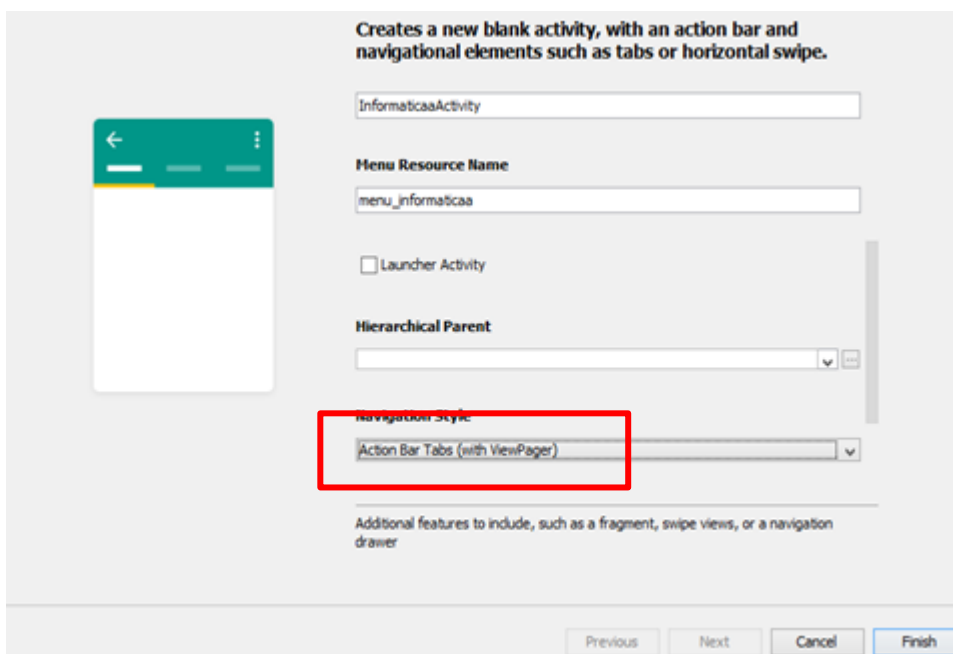 Creates a new blank activity, with an action bar and
navigational elements such as tabs or horizontal swipe.
InformaticaaActivity
Menu Resource Name
menu_informaticaa
Launcher Activity
Hierarchical Parent
...
Navigation Style
Action Bar Tabs (with ViewPager)
Additional features to include, such as a fragment, swipe views, or a navigation
drawer
Previous Next Cancel Finish